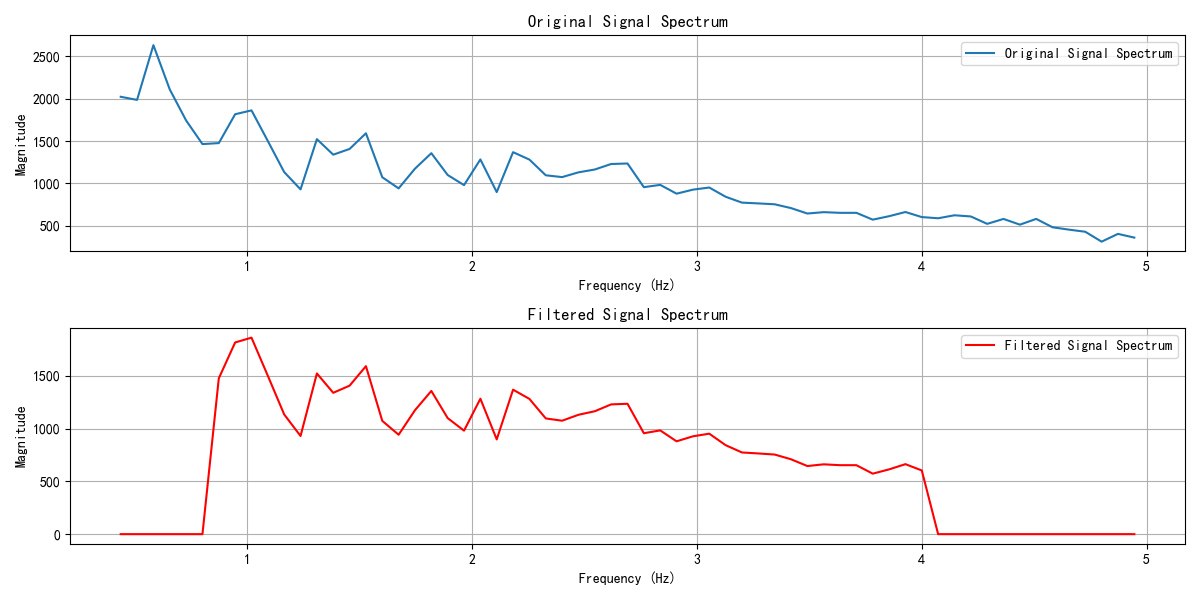 Original Signal Spectrum
Original Signal Spectrum
2500
2000
1500
1000
500
Magnitude
1 2 3 4 5
Frequency (Hz)
Filtered Signal Spectrum
Filtered Signal Spectrum
1500
1000
500
0
Magnitude
1 2 3 4 5
Frequency (Hz)